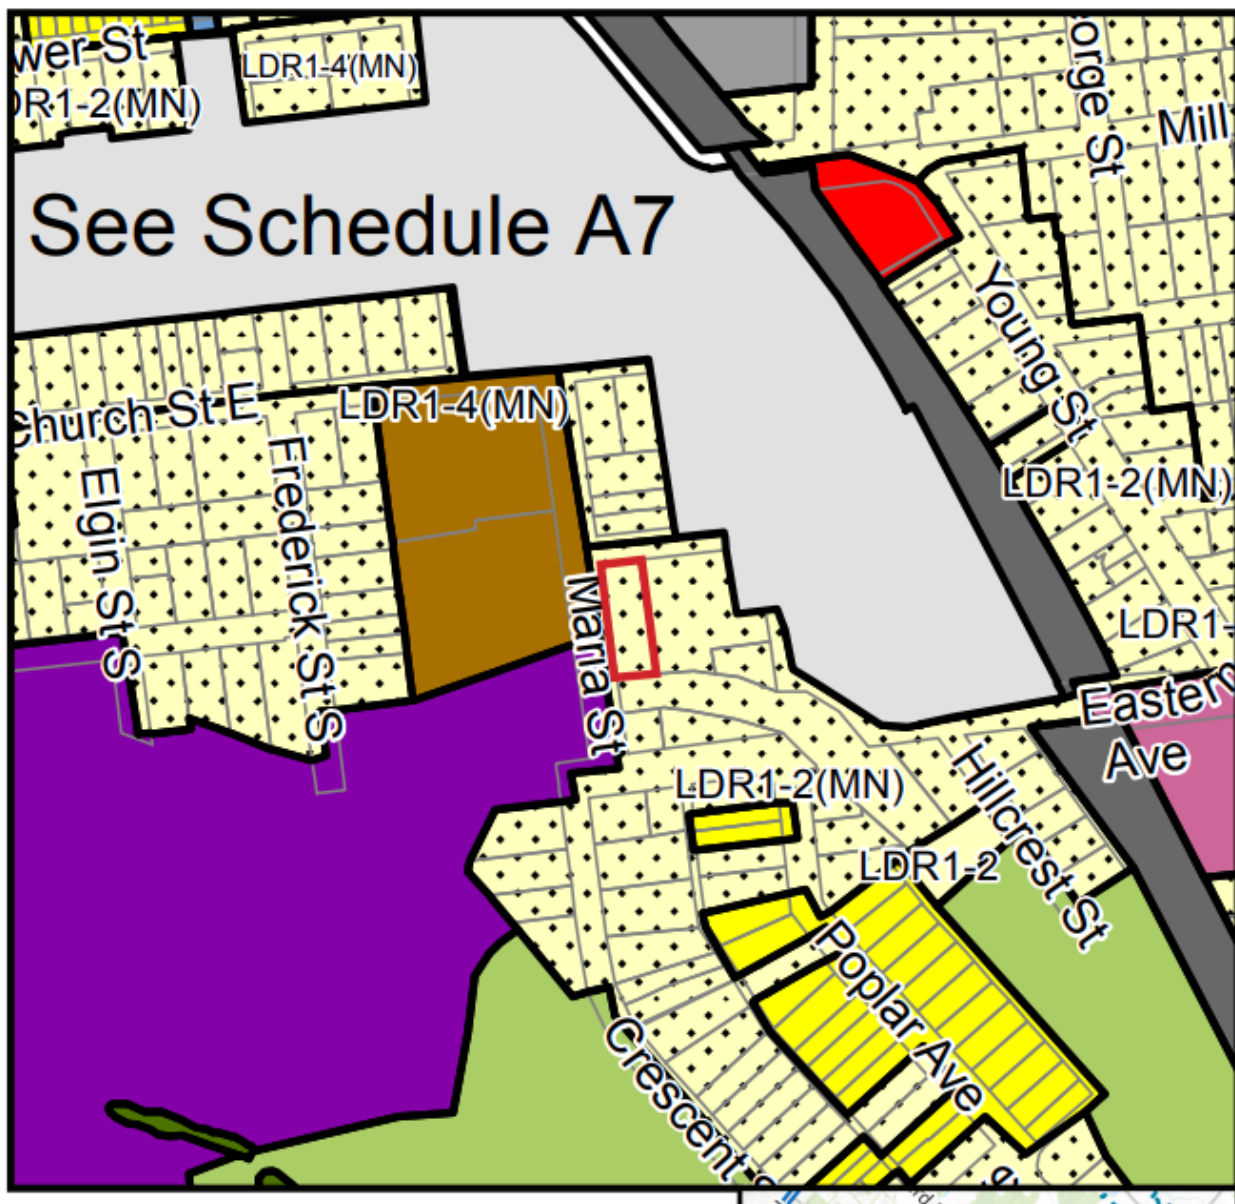 wer St
LDR1-4(MN)
DR1-2(MN)
orge St
Mill
See Schedule A7
Young St
Church St E
LDR1-4(MN)
Elgin St S
Frederick St S
LDR1-2(MN)
Maria St
LDR1-
Eastern
Ave
LDR1-2(MN)
Hillcrest St
LDR1-2
Poplar Ave
Crescent